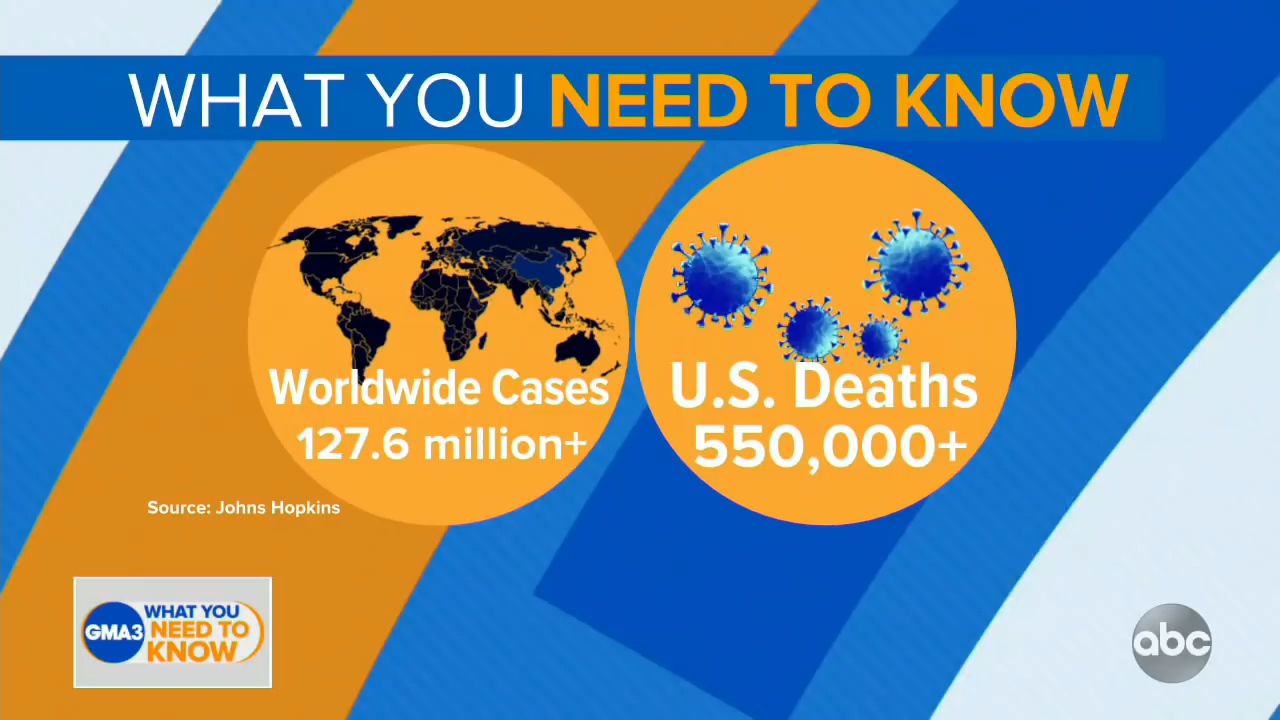 WHAT YOU NEED TO KNOW
Worldwide Cases
127.6 million+
U.S. Deaths
550,000+
Source: Johns Hopkins
GMA3
WHAT YOU
NEED TO
KNOW
abc